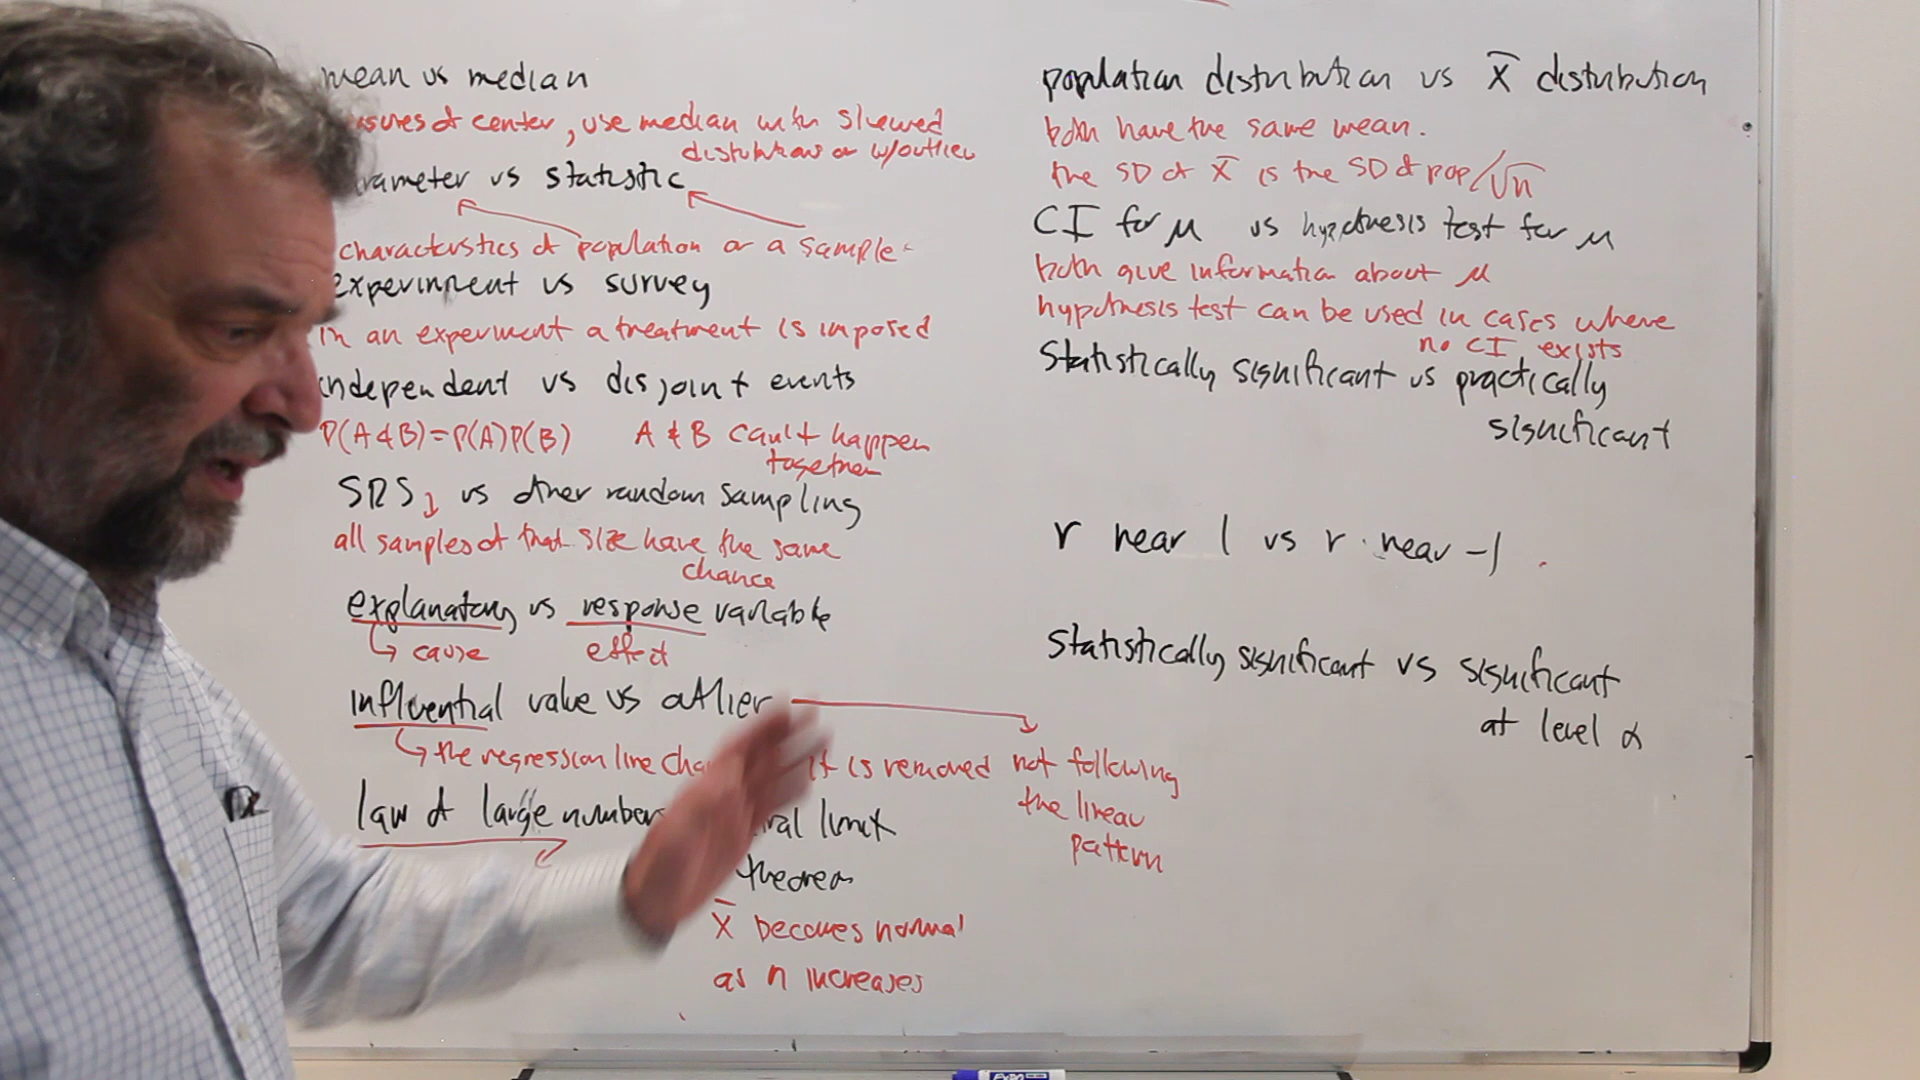 mean vs median
of center, use median with skewed
distributions or w/outlier
vs statistic
characteristics of population or a sample
experiment vs survey
in an experment a treatment is imposed
independent vs disjoint events
P(A&B)=P(A)P(B) A & B can't happen
together
SRS vs other random sampling
all samples of that size have the same
chance
explanatory vs response variable
cause effect
influential value vs outlier
the regression line it is removed
not following
the linear
pattern
law of large numbers limit
theorem
x̄ becomes normal
as n increases
population distribution vs x̄ distribution
both have the same mean.
the SD of x̄ is the SD of pop/√n
CI for μ vs hypothesis test for μ
both give information about μ
hypothesis test can be used in cases where
no CI exists
Statistically significant vs practically
significant
r near 1 vs r near -1
Statistically significant vs significant
at level α
EXPO